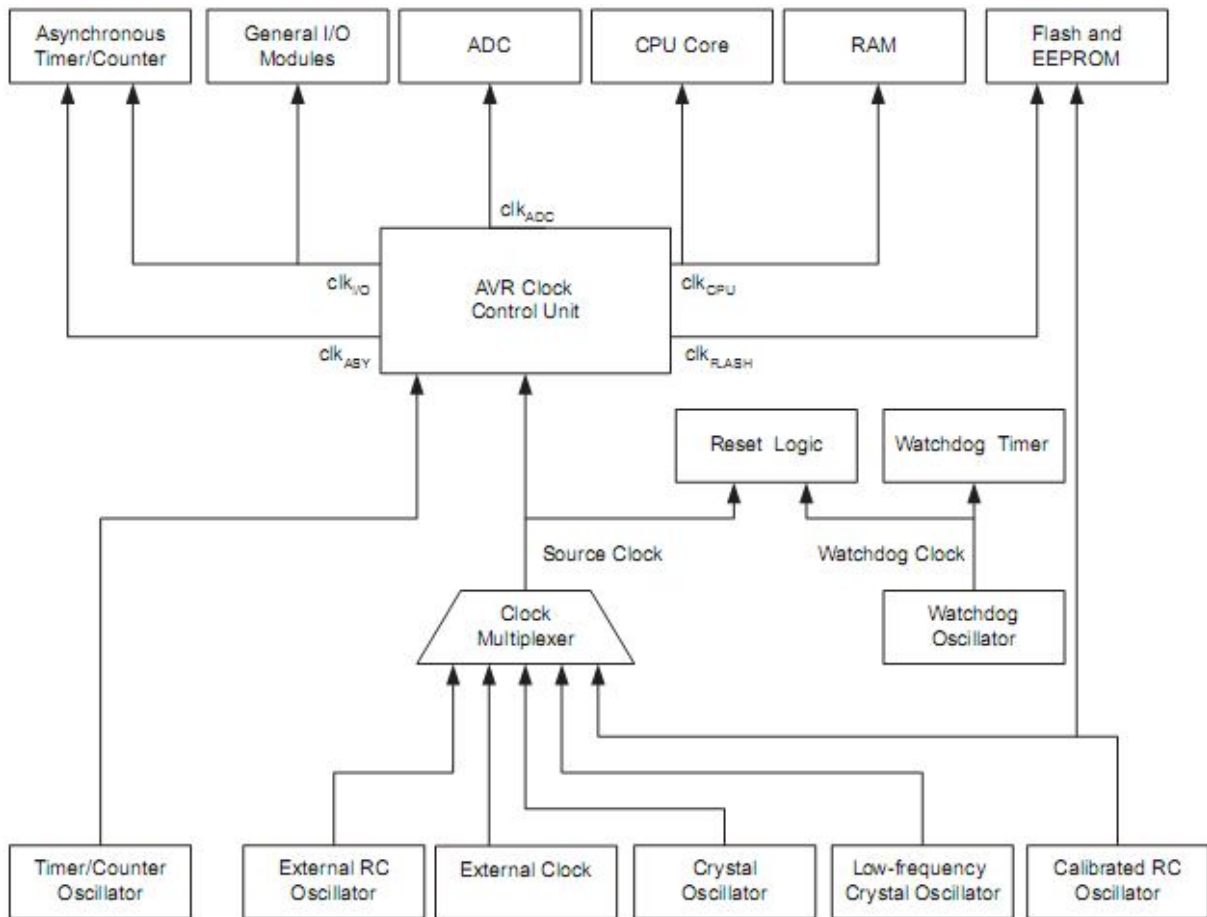 Asynchronous
Timer/Counter
General I/O
Modules
ADC
CPU Core
RAM
Flash and
EEPROM
clkADC
clkI/O
AVR Clock
Control Unit
clkCPU
clkASY
clkFLASH
Reset Logic
Watchdog Timer
Source Clock
Watchdog Clock
Clock
Multiplexer
Watchdog
Oscillator
Timer/Counter
Oscillator
External RC
Oscillator
External Clock
Crystal
Oscillator
Low-frequency
Crystal Oscillator
Calibrated RC
Oscillator